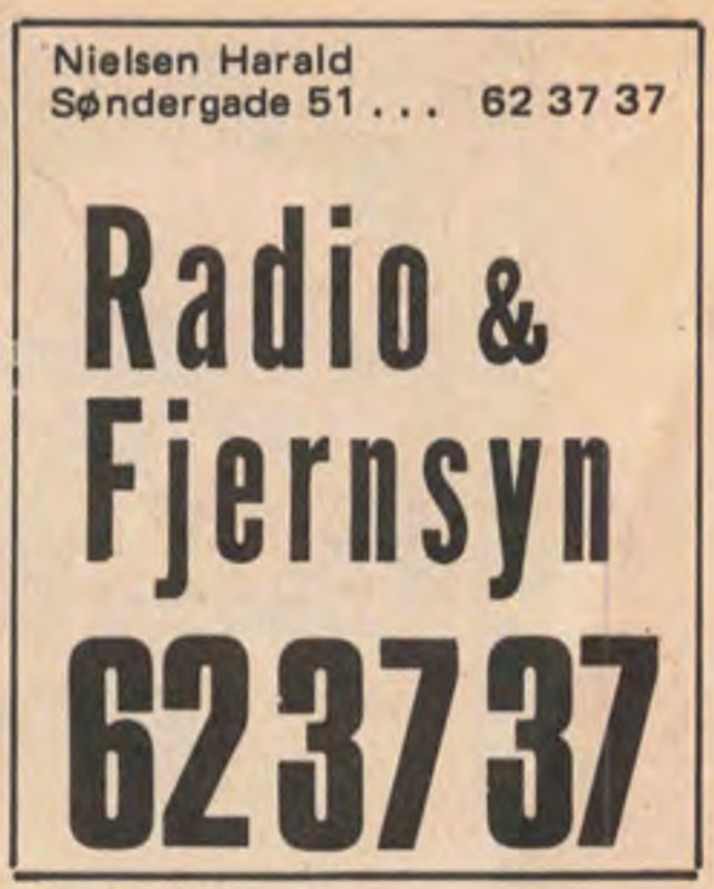 Nielsen Harald
Søndergade 51 . . . 62 37 37
Radio &
Fjernsyn
62 37 37